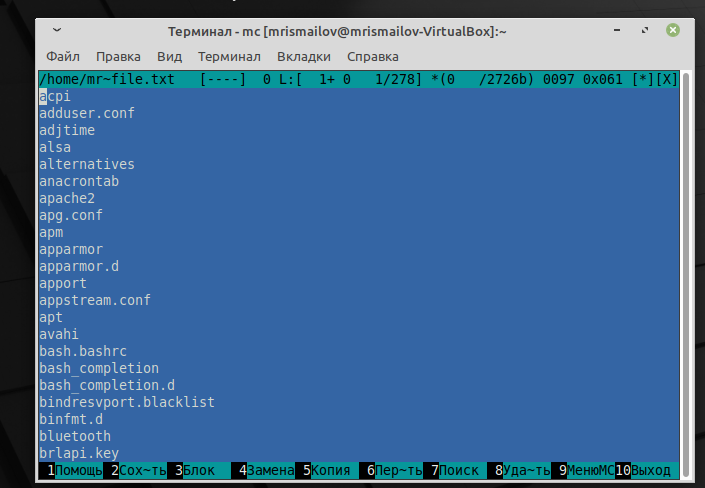 Терминал - mc [mrismailov@mrismailov-VirtualBox]:~
Файл Правка Вид Терминал Вкладки Справка
/home/mr~file.txt [----] 0 L:[ 1+ 0 1/278] *(0 /2726b) 0097 0x061 [*][X]
acpi
adduser.conf
adjtime
alsa
alternatives
anacrontab
apache2
apg.conf
apm
apparmor
apparmor.d
apport
appstream.conf
apt
avahi
bash.bashrc
bash_completion
bash_completion.d
bindresvport.blacklist
binfmt.d
bluetooth
brlapi.key
1Помощь 2Сох~ть 3Блок 4Замена 5Копия 6Пер~ть 7Поиск 8Уда~ть 9МенюMC 10Выход